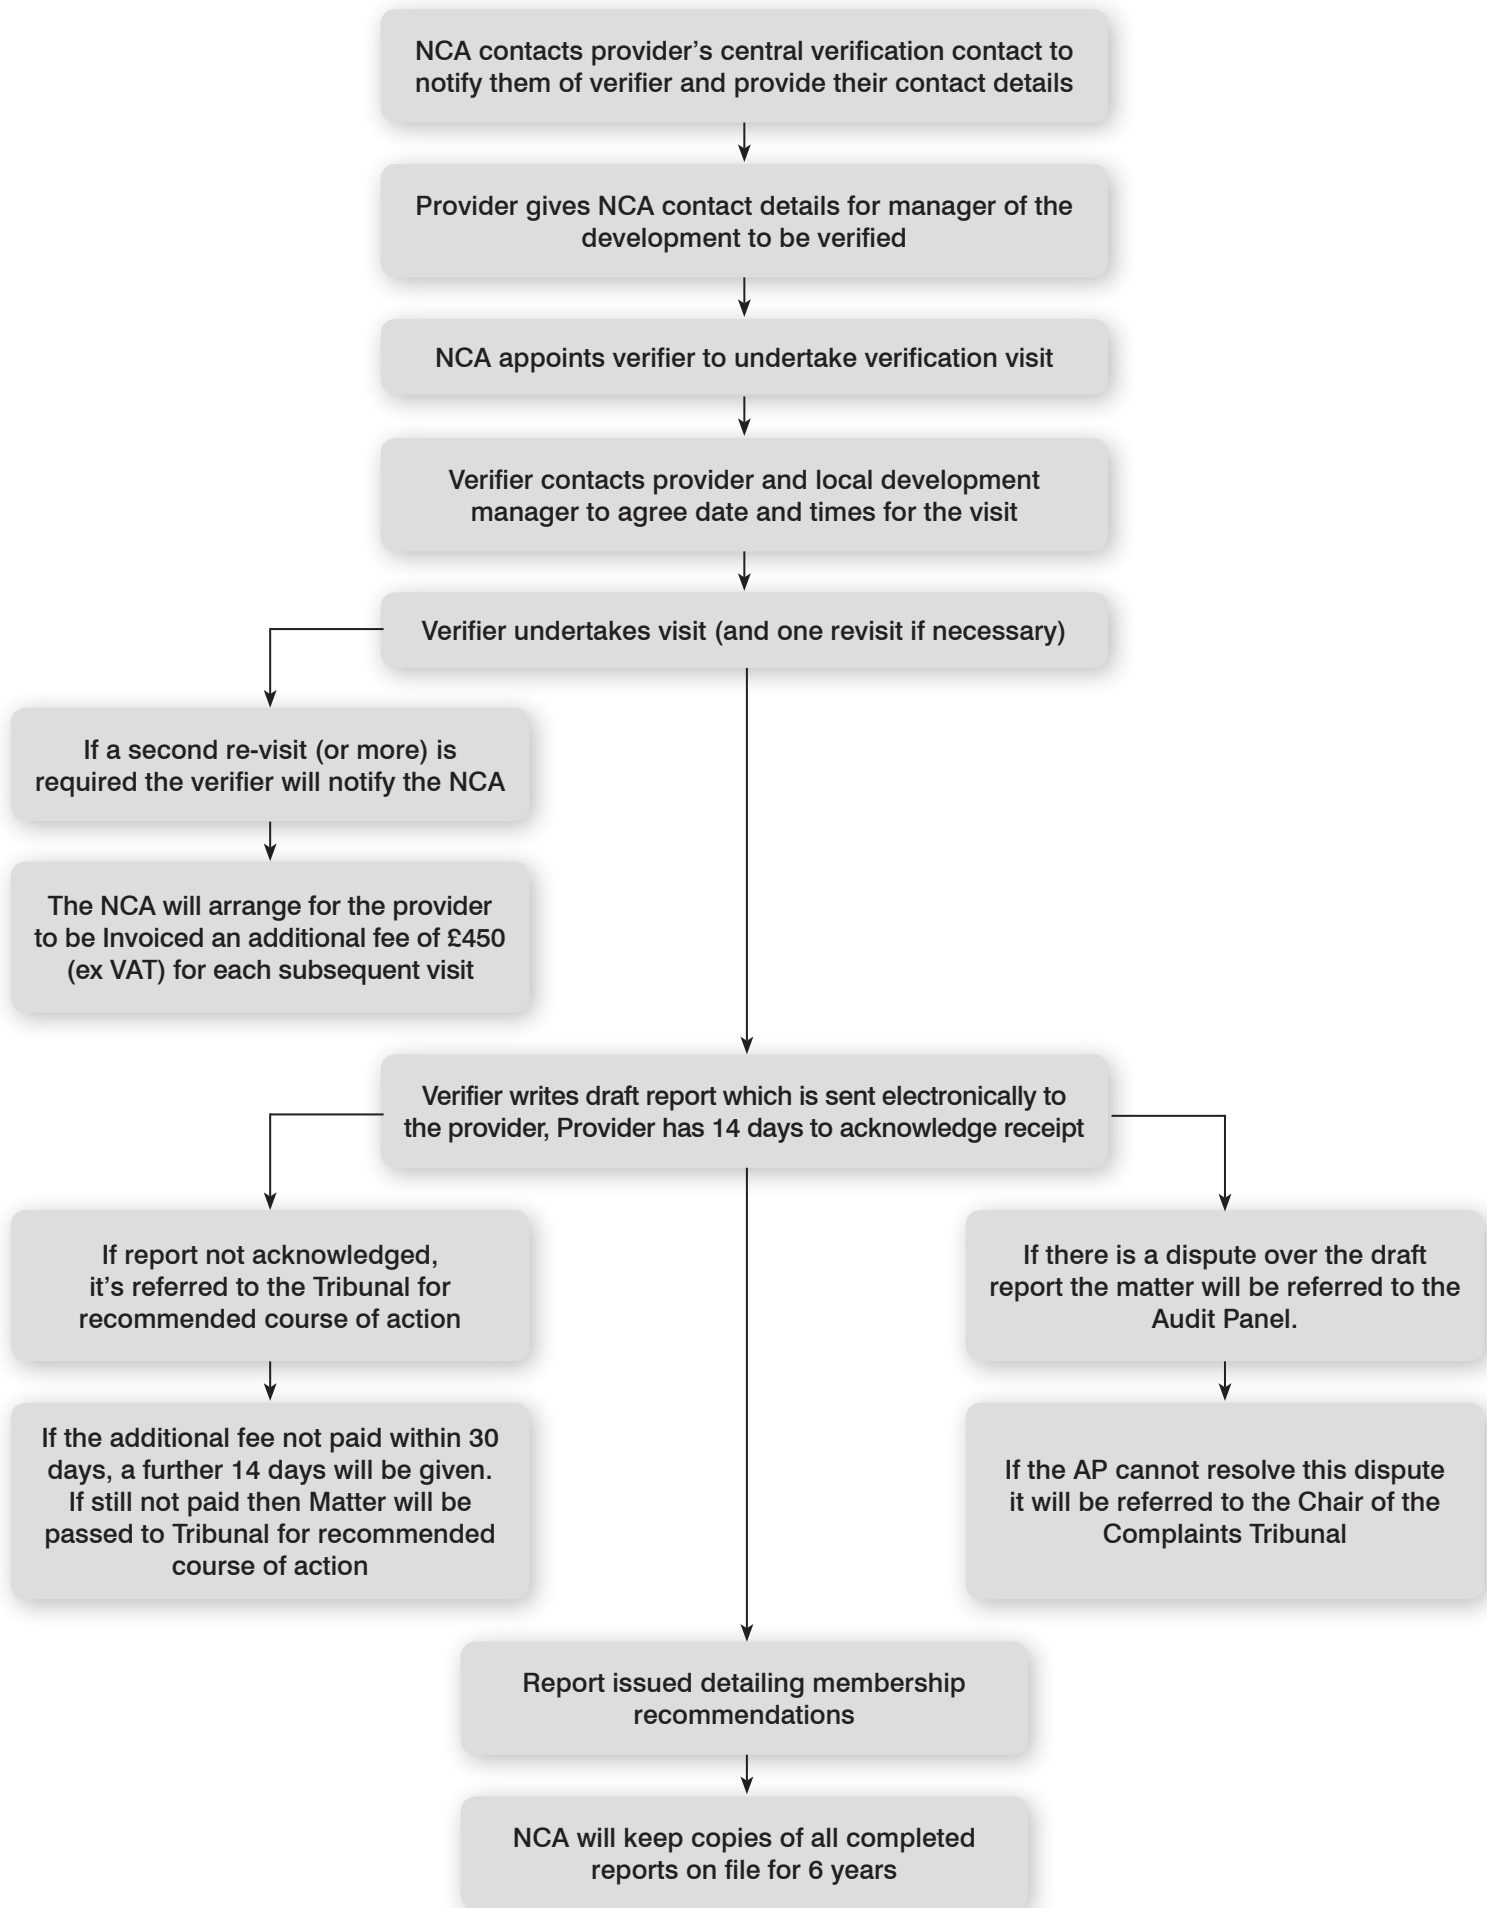 NCA contacts provider’s central verification contact to
notify them of verifier and provide their contact details
Provider gives NCA contact details for manager of the
development to be verified
NCA appoints verifier to undertake verification visit
Verifier contacts provider and local development
manager to agree date and times for the visit
Verifier undertakes visit (and one revisit if necessary)
If a second re-visit (or more) is
required the verifier will notify the NCA
The NCA will arrange for the provider
to be Invoiced an additional fee of £450
(ex VAT) for each subsequent visit
Verifier writes draft report which is sent electronically to
the provider, Provider has 14 days to acknowledge receipt
If report not acknowledged,
it’s referred to the Tribunal for
recommended course of action
If the additional fee not paid within 30
days, a further 14 days will be given.
If still not paid then Matter will be
passed to Tribunal for recommended
course of action
If there is a dispute over the draft
report the matter will be referred to the
Audit Panel.
If the AP cannot resolve this dispute
it will be referred to the Chair of the
Complaints Tribunal
Report issued detailing membership
recommendations
NCA will keep copies of all completed
reports on file for 6 years